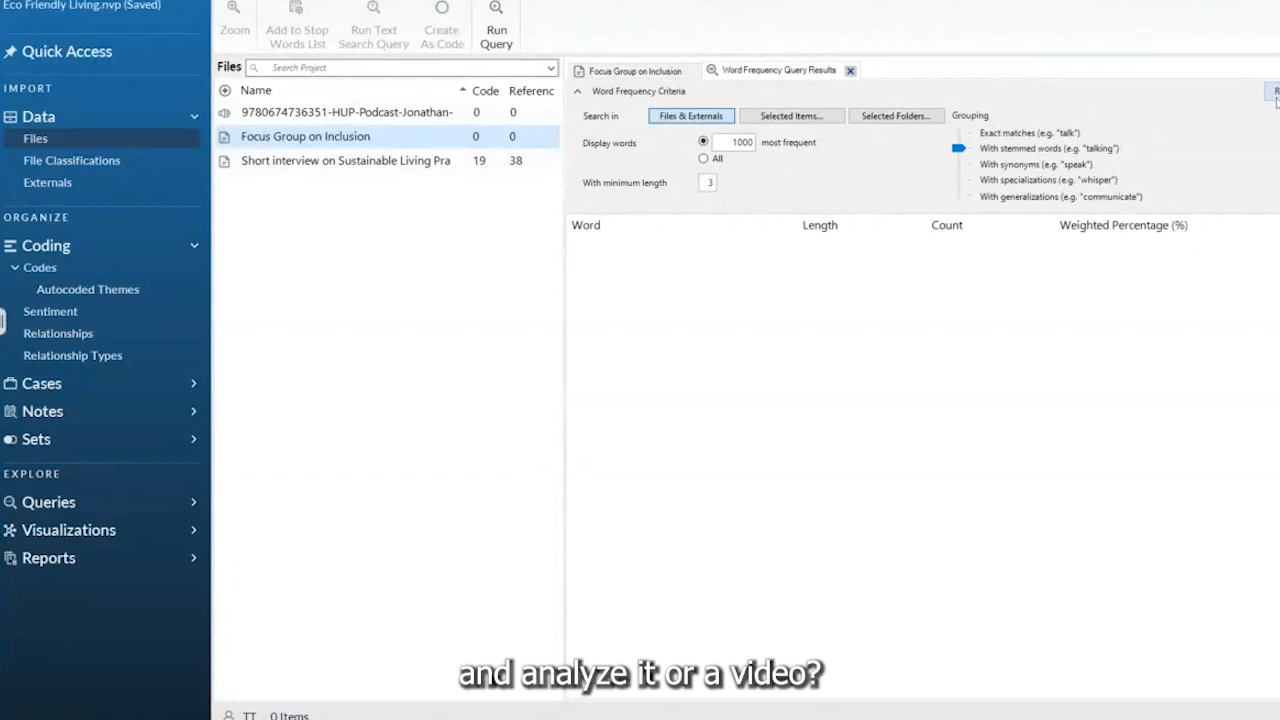 Eco Friendly Living.nvp (Saved)
Quick Access
IMPORT
Data
Files
File Classifications
Externals
ORGANIZE
Coding
Codes
Autocoded Themes
Sentiment
Relationships
Relationship Types
Cases
Notes
Sets
EXPLORE
Queries
Visualizations
Reports
Zoom
Add to Stop
Words List
Run Text
Search Query
Create
As Code
Run
Query
Files
Search Project
Name
Code
Referenc
9780674736351-HUP-Podcast-Jonathan-
0
0
Focus Group on Inclusion
0
0
Short interview on Sustainable Living Pra
19
38
Focus Group on Inclusion
Word Frequency Query Results
Word Frequency Criteria
Search in
Files & Externals
Selected Items...
Selected Folders...
Display words
1000
most frequent
All
With minimum length
3
Grouping
Exact matches (e.g. "talk")
With stemmed words (e.g. "talking")
With synonyms (e.g. "speak")
With specializations (e.g. "whisper")
With generalizations (e.g. "communicate")
Word
Length
Count
Weighted Percentage (%)
and analyze it or a video?
TT
0 Items